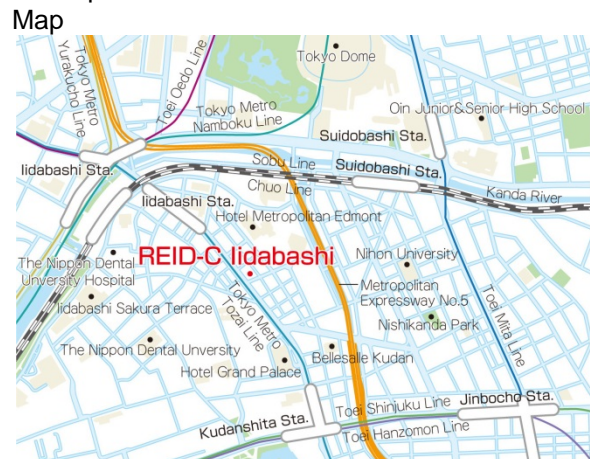 Map
Tokyo Metro
Yurakucho Line
Toei Oedo Line
Tokyo Dome
Tokyo Metro
Namboku Line
Oin Junior&Senior High School
Suidobashi Sta.
Iidabashi Sta.
Sobu Line
Chuo Line
Suidobashi Sta.
Kanda River
Iidabashi Sta.
Hotel Metropolitan Edmont
REID-C Iidabashi
Nihon University
The Nippon Dental
Unversity Hospital
Metropolitan
Expressway No.5
Iidabashi Sakura Terrace
Tokyo Metro
Tozai Line
Toei Mita Line
Nishikanda Park
The Nippon Dental Unversity
Bellesalle Kudan
Hotel Grand Palace
Kudanshita Sta.
Toei Shinjuku Line
Jinbocho Sta.
Toei Hanzomon Line